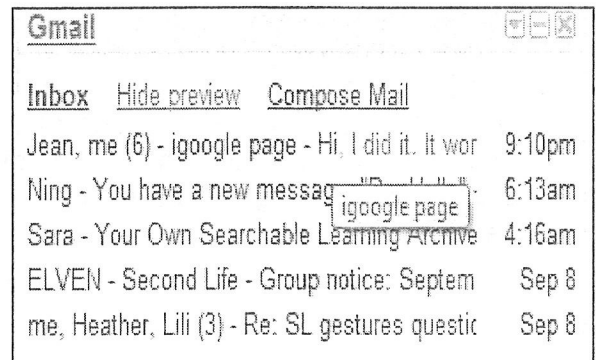 Gmail
Inbox Hide preview Compose Mail
Jean, me (6) - igoogle page - Hi, I did it. It wor 9:10pm
Ning - You have a new messag 6:13am
igoogle page
Sara - Your Own Searchable Learning Archive 4:16am
ELVEN - Second Life - Group notice: Septem Sep 8
me, Heather, Lili (3) - Re: SL gestures questic Sep 8